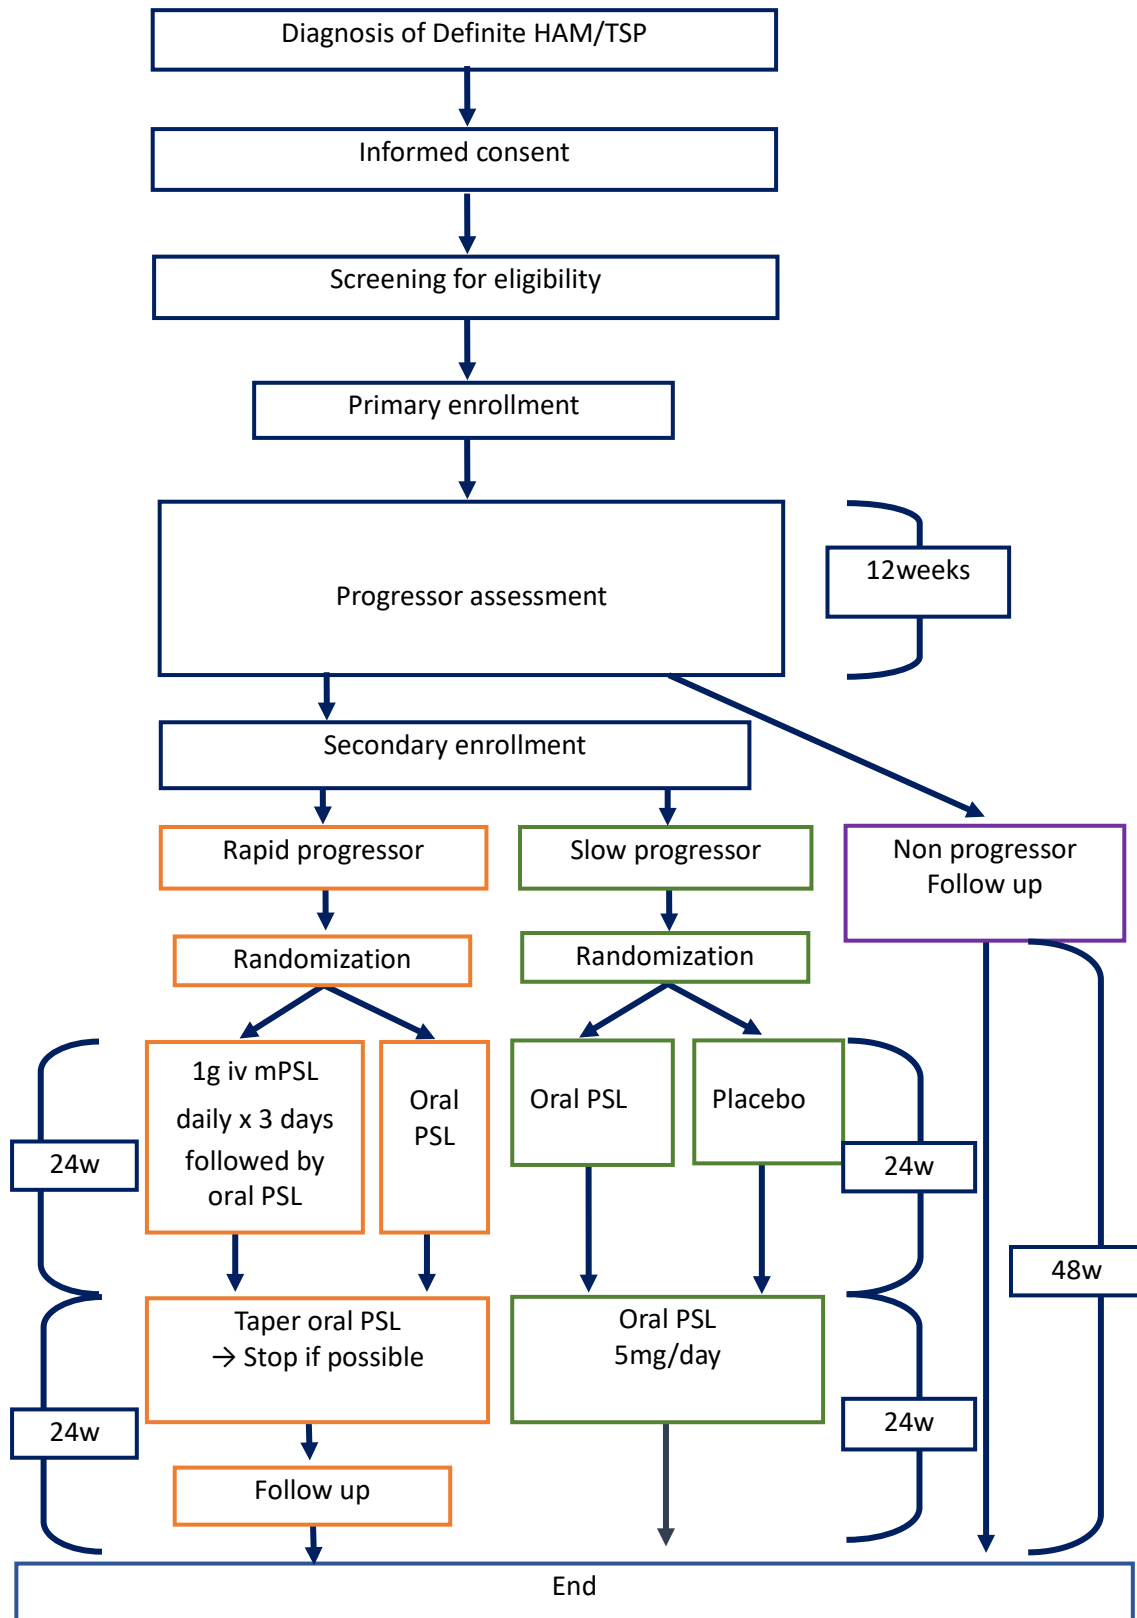 Diagnosis of Definite HAM/TSP
Informed consent
Screening for eligibility
Primary enrollment
Progressor assessment
12weeks
Secondary enrollment
Rapid progressor
Slow progressor
Non progressor
Follow up
Randomization
Randomization
1g iv mPSL
daily x 3 days
followed by
oral PSL
Oral
PSL
Oral PSL
Placebo
24w
24w
48w
Taper oral PSL
→ Stop if possible
Oral PSL
5mg/day
24w
24w
Follow up
End